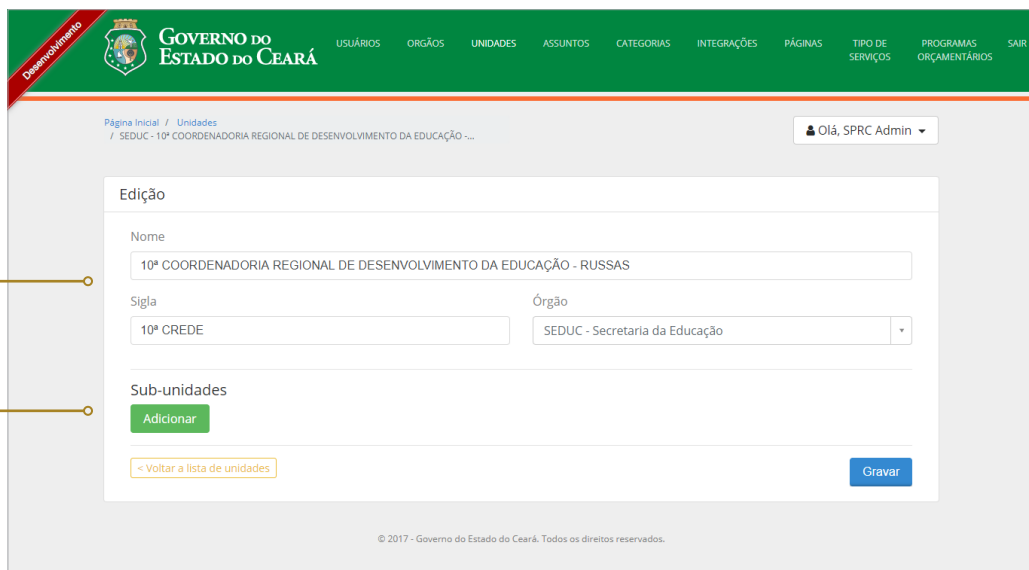 Desenvolvimento
GOVERNO DO
ESTADO DO CEARÁ
USUÁRIOS ORGÃOS UNIDADES ASSUNTOS CATEGORIAS INTEGRAÇÕES PÁGINAS TIPO DE SERVIÇOS PROGRAMAS ORÇAMENTÁRIOS SAIR
Página Inicial / Unidades
/ SEDUC - 10ª COORDENADORIA REGIONAL DE DESENVOLVIMENTO DA EDUCAÇÃO -...
Olá, SPRC Admin
Edição
Nome
10ª COORDENADORIA REGIONAL DE DESENVOLVIMENTO DA EDUCAÇÃO - RUSSAS
Sigla Órgão
10ª CREDE SEDUC - Secretaria da Educação
Sub-unidades
Adicionar
< Voltar a lista de unidades Gravar
© 2017 - Governo do Estado do Ceará. Todos os direitos reservados.